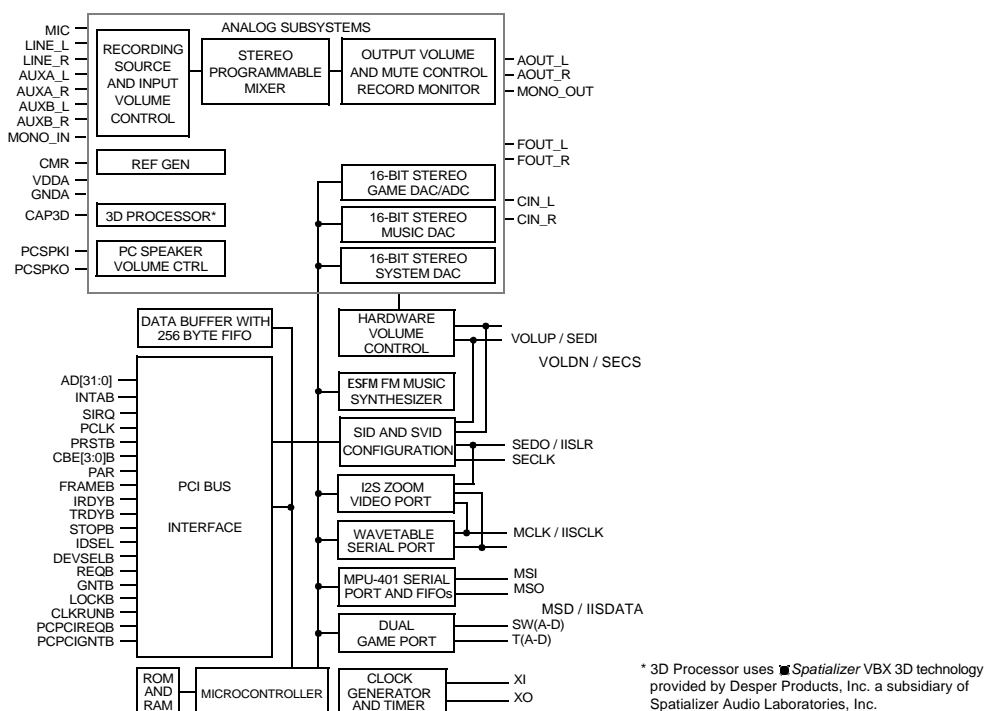 ANALOG SUBSYSTEMS
MIC
LINE_L
LINE_R
AUXA_L
AUXA_R
AUXB_L
AUXB_R
MONO_IN
RECORDING
SOURCE
AND INPUT
VOLUME
CONTROL
STEREO
PROGRAMMABLE
MIXER
OUTPUT VOLUME
AND MUTE CONTROL
RECORD MONITOR
AOUT_L
AOUT_R
MONO_OUT
FOUT_L
FOUT_R
CMR
VDDA
GNDA
CAP3D
REF GEN
3D PROCESSOR*
16-BIT STEREO
GAME DAC/ADC
CIN_L
CIN_R
16-BIT STEREO
MUSIC DAC
PCSPKI
PCSPKO
PC SPEAKER
VOLUME CTRL
16-BIT STEREO
SYSTEM DAC
DATA BUFFER WITH
256 BYTE FIFO
HARDWARE
VOLUME
CONTROL
VOLUP / SEDI
VOLDN / SECS
AD[31:0]
INTAB
SIRQ
PCLK
PRSTB
CBE[3:0]B
PAR
FRAMEB
IRDYB
TRDYB
STOPB
IDSEL
DEVSELB
REQB
GNTB
LOCKB
CLKRUNB
PCPCIREQB
PCPCIGNTB
PCI BUS
INTERFACE
ESFM FM MUSIC
SYNTHESIZER
SID AND SVID
CONFIGURATION
SEDO / IISLR
SECLK
I2S ZOOM
VIDEO PORT
WAVETABLE
SERIAL PORT
MCLK / IISCLK
MPU-401 SERIAL
PORT AND FIFOs
MSI
MSO
MSD / IISDATA
DUAL
GAME PORT
SW(A-D)
T(A-D)
ROM
AND
RAM
MICROCONTROLLER
CLOCK
GENERATOR
AND TIMER
XI
XO
* 3D Processor uses Spatializer VBX 3D technology
provided by Desper Products, Inc. a subsidiary of
Spatializer Audio Laboratories, Inc.